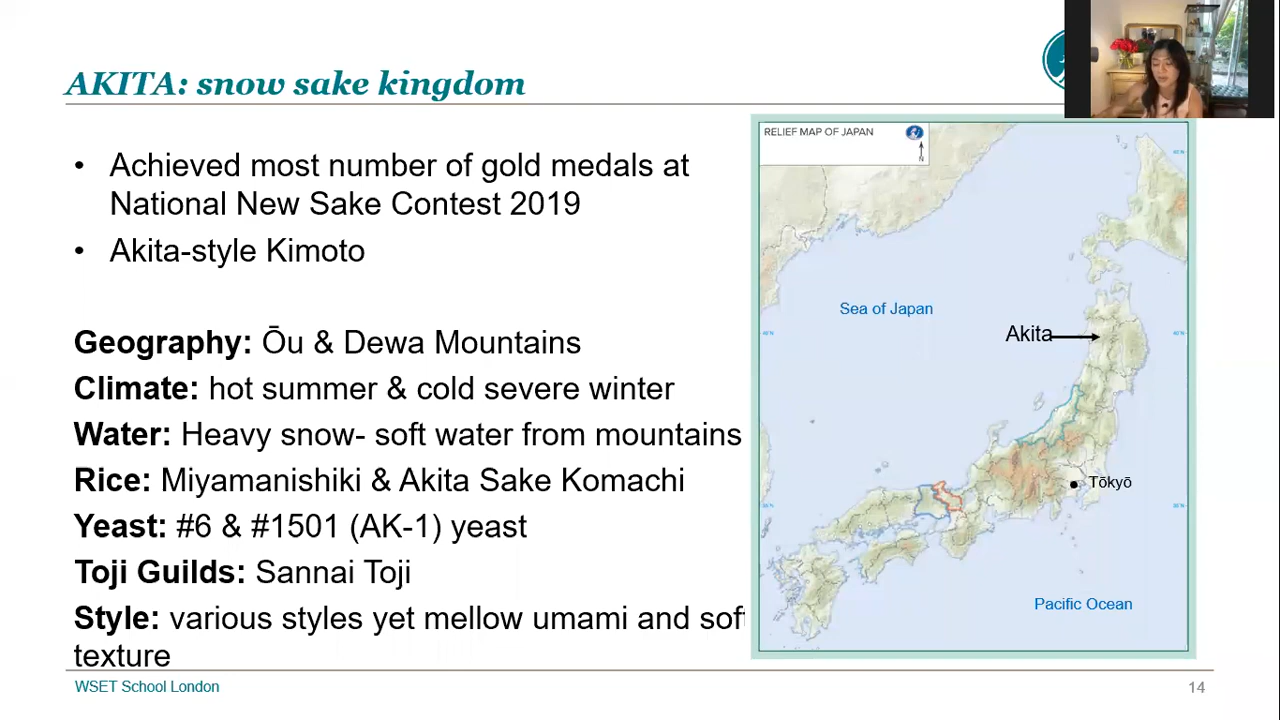 AKITA: snow sake kingdom
• Achieved most number of gold medals at
National New Sake Contest 2019
• Akita-style Kimoto
Geography: Ōu & Dewa Mountains
Climate: hot summer & cold severe winter
Water: Heavy snow- soft water from mountains
Rice: Miyamanishiki & Akita Sake Komachi
Yeast: #6 & #1501 (AK-1) yeast
Toji Guilds: Sannai Toji
Style: various styles yet mellow umami and soft
texture
RELIEF MAP OF JAPAN
N
Sea of Japan
Akita
Tōkyō
Pacific Ocean
WSET School London
14